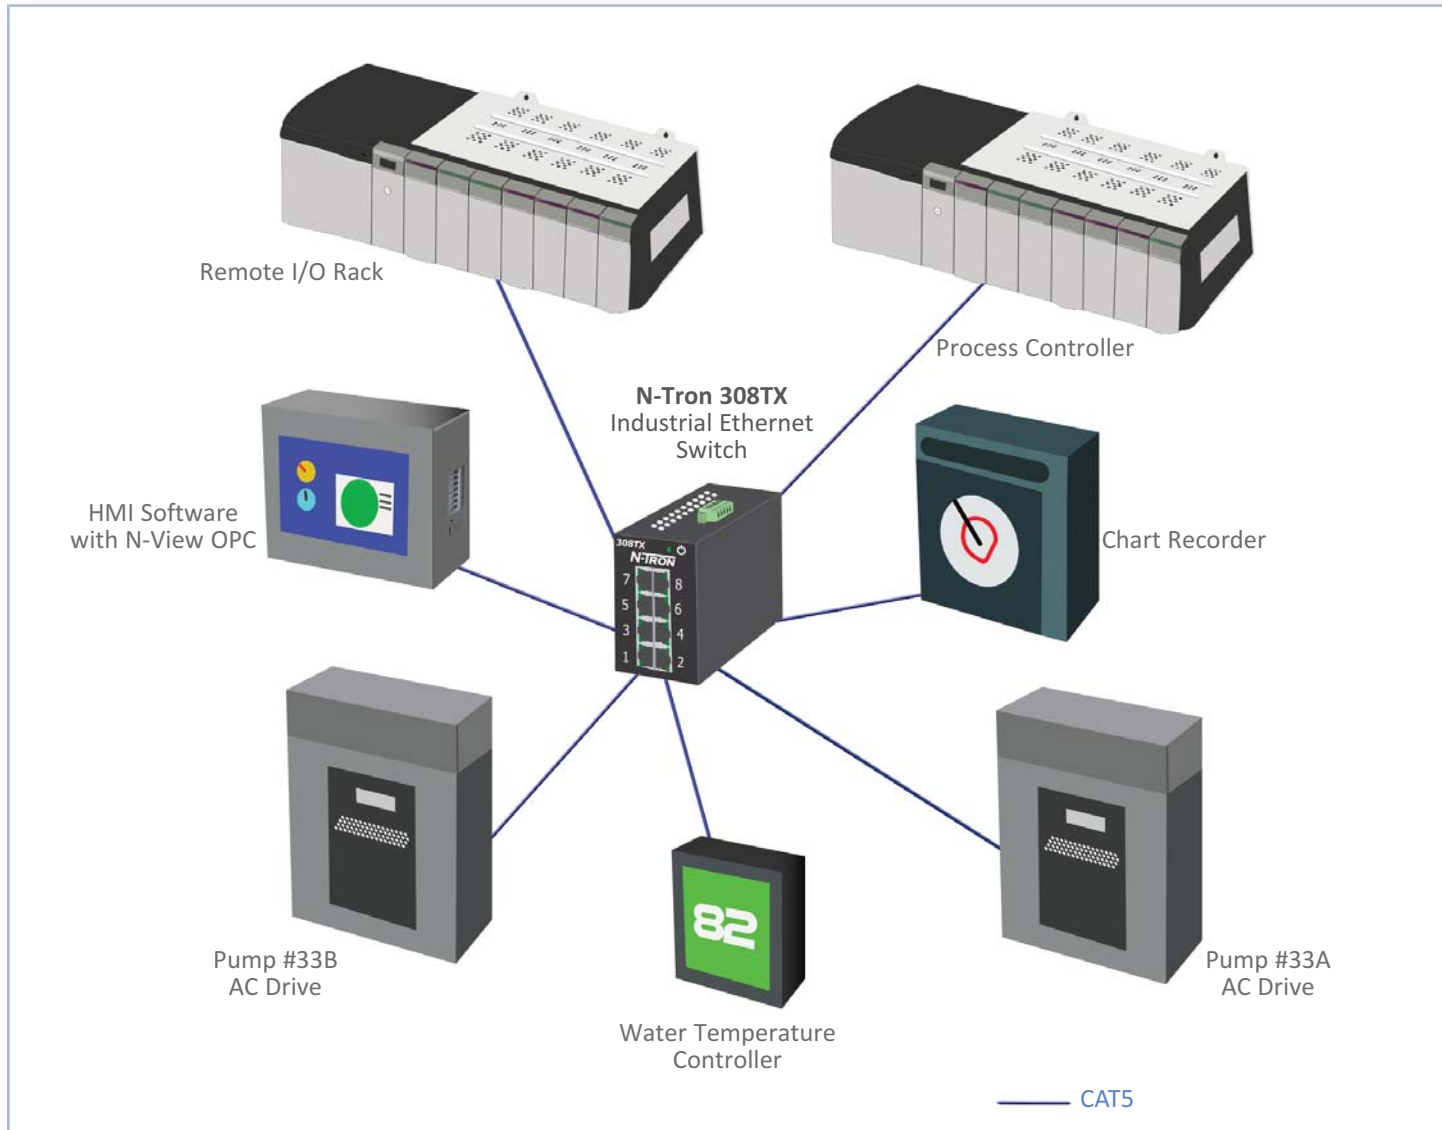 Remote I/O Rack
Process Controller
N-Tron 308TX
Industrial Ethernet
Switch
HMI Software
with N-View OPC
308TX
N-TRON
7 8
5 6
3 4
1 2
Chart Recorder
Pump #33B
AC Drive
82
Water Temperature
Controller
Pump #33A
AC Drive
CAT5